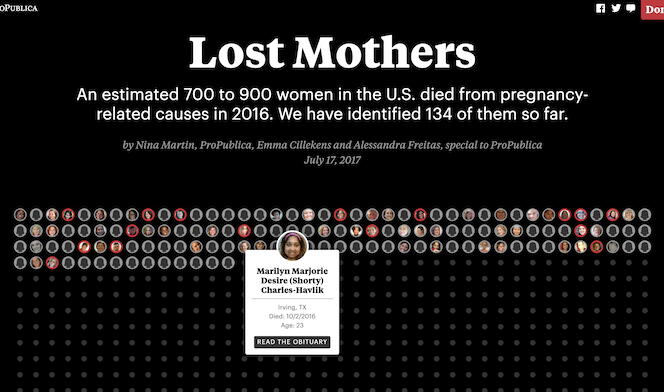 OPUBLICA
Don
Lost Mothers
An estimated 700 to 900 women in the U.S. died from pregnancy-
related causes in 2016. We have identified 134 of them so far.
by Nina Martin, ProPublica, Emma Cillekens and Alessandra Freitas, special to ProPublica
July 17, 2017
Marilyn Marjorie
Desire (Shorty)
Charles-Havlik
Irving, TX
Died: 10/2/2016
Age: 23
READ THE OBITUARY